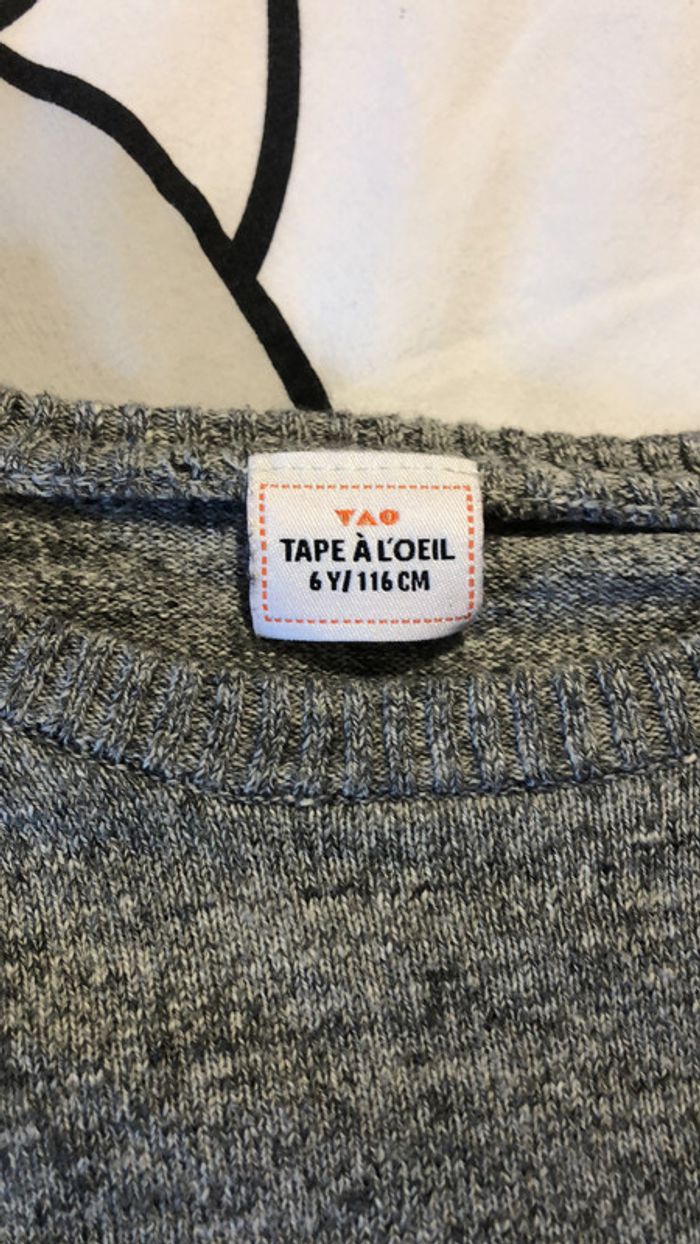 TAO
TAPE À L'OEIL
6 Y/ 116 CM